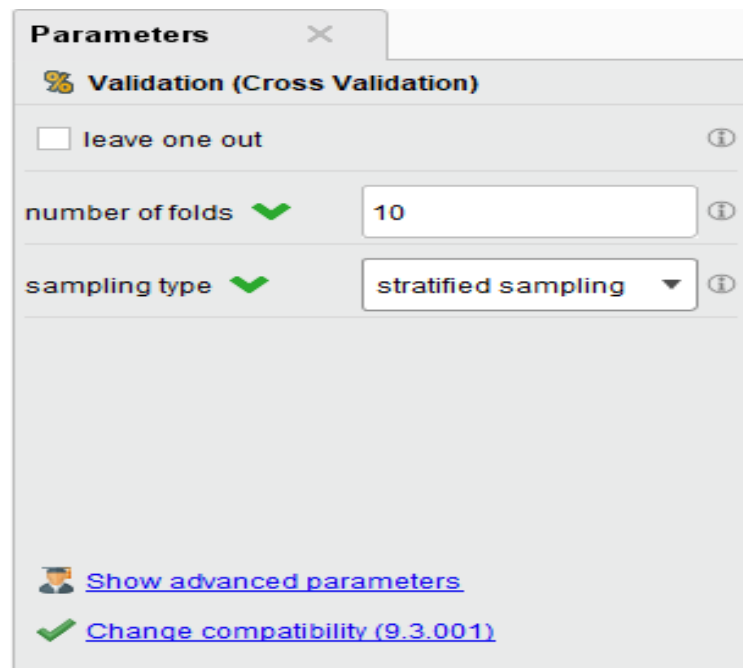 Parameters
Validation (Cross Validation)
leave one out
number of folds 10
sampling type stratified sampling
Show advanced parameters
Change compatibility (9.3.001)